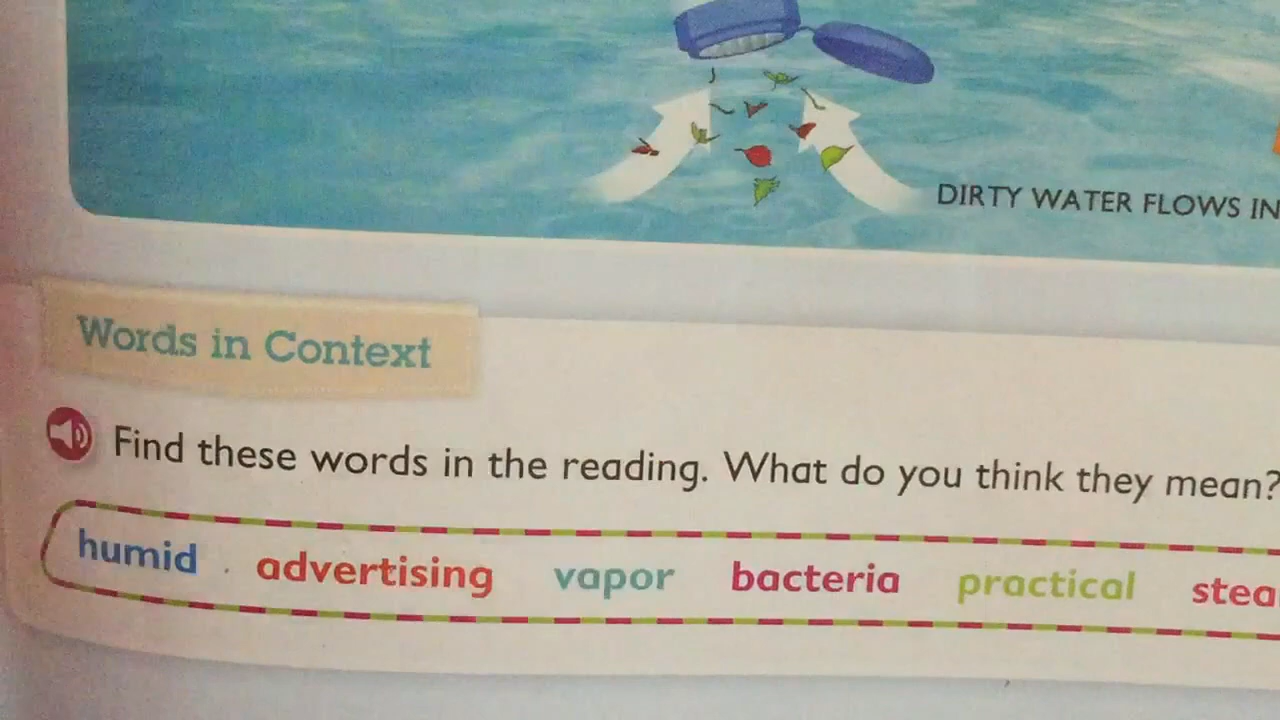 DIRTY WATER FLOWS IN
Words in Context
Find these words in the reading. What do you think they mean?
humid advertising vapor bacteria practical